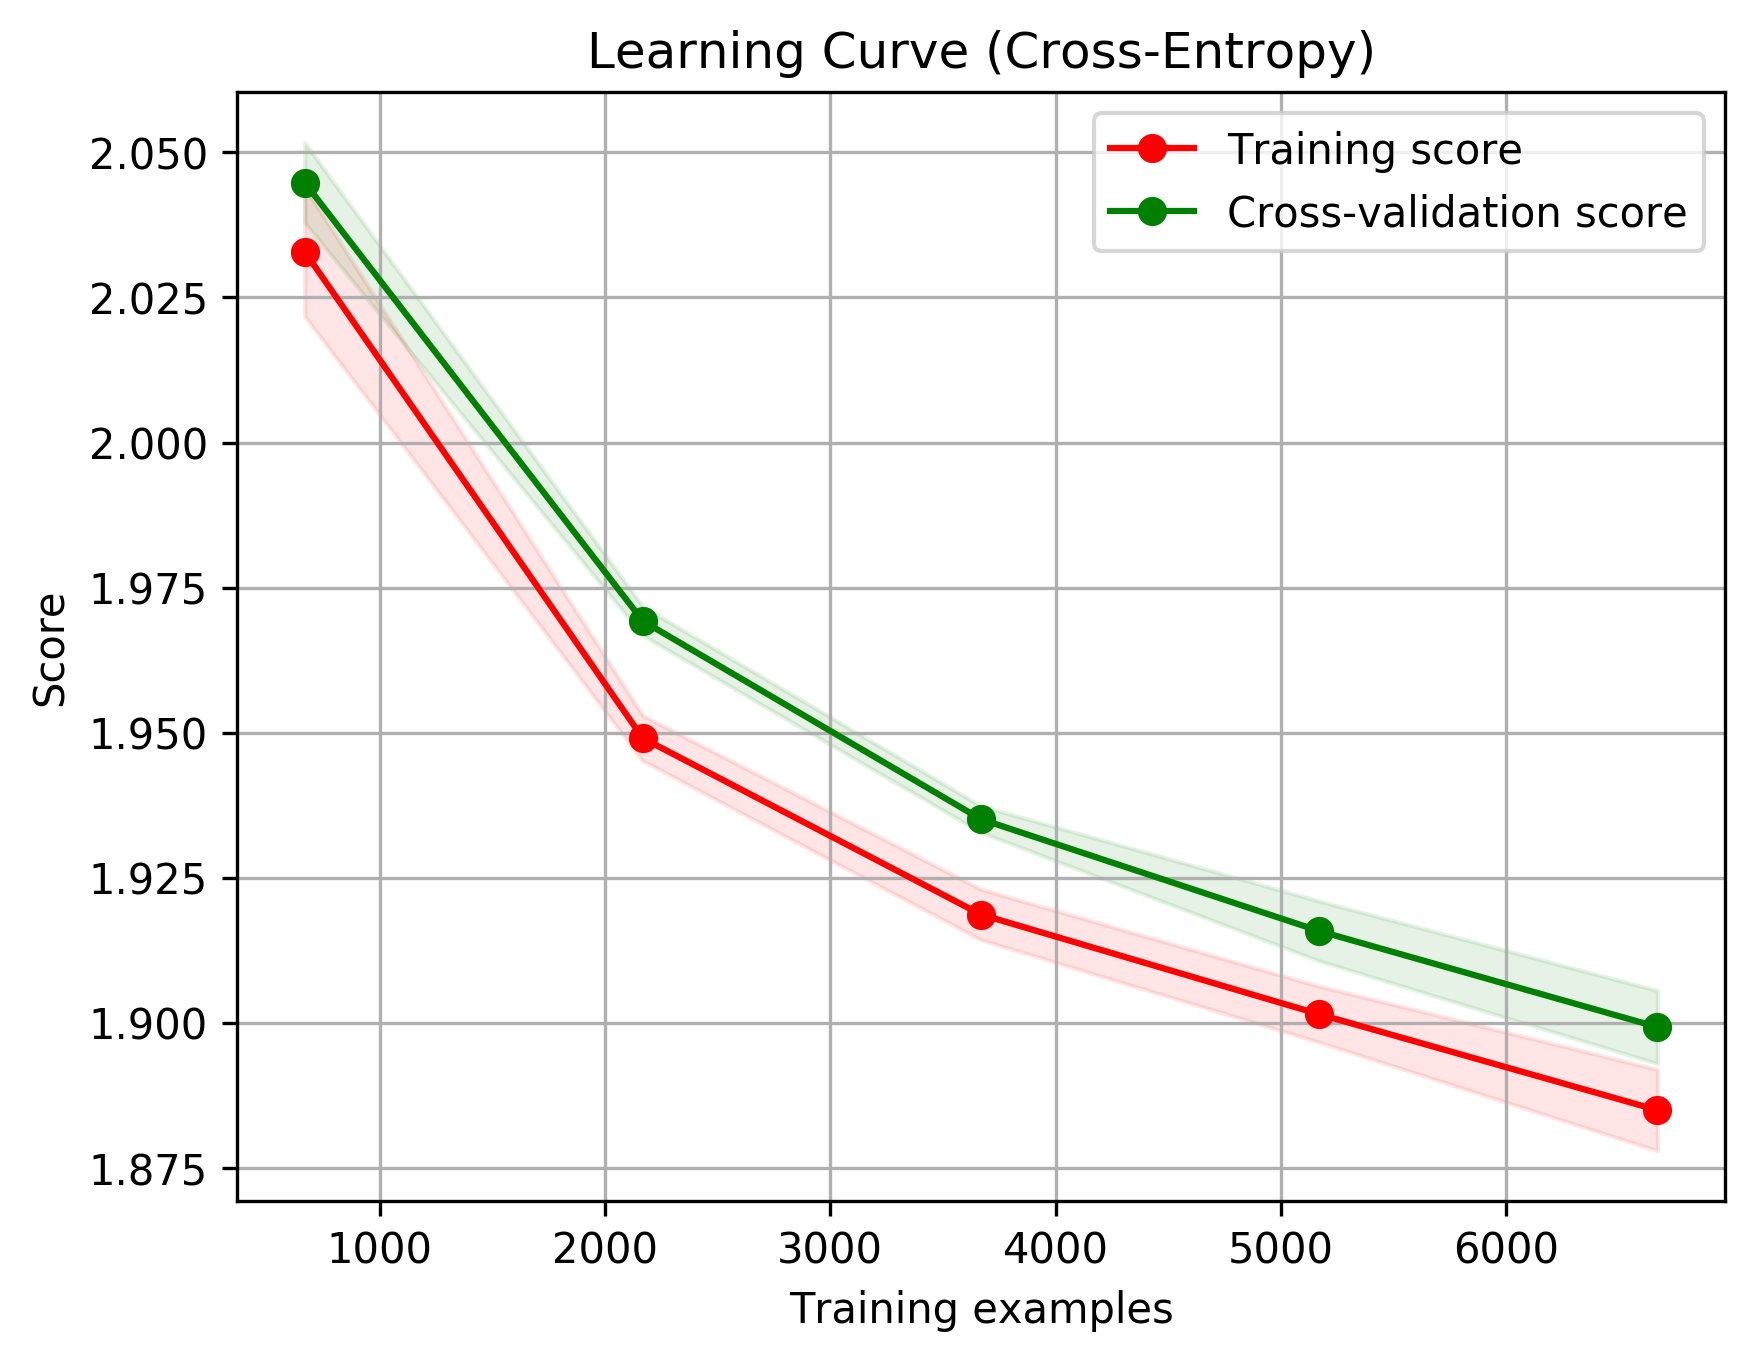 Learning Curve (Cross-Entropy)
Training score
Cross-validation score
2.050
2.025
2.000
1.975
1.950
1.925
1.900
1.875
Score
1000 2000 3000 4000 5000 6000
Training examples